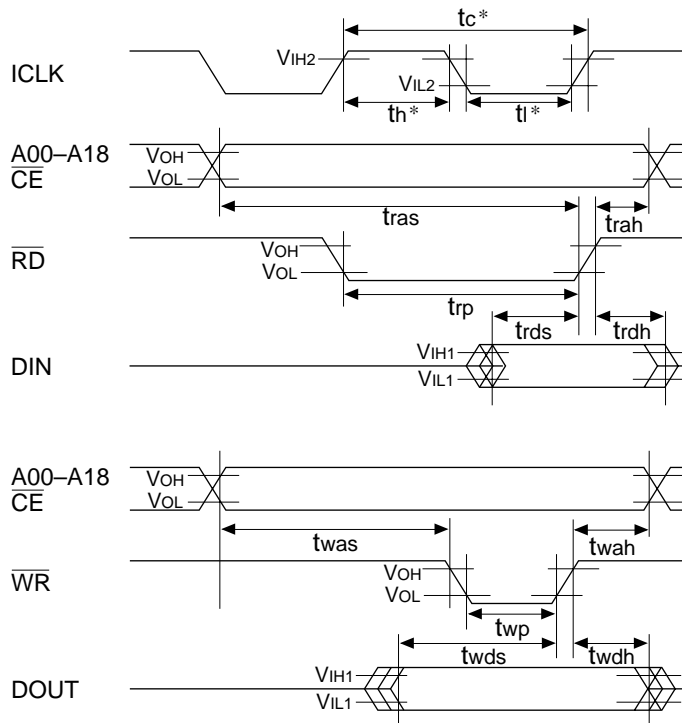 tc*
ICLK
VIH2
VIL2
th*
tl*
A00–A18
CE
VOH
VOL
tras
trah
RD
VOH
VOL
trp
trds
trdh
DIN
VIH1
VIL1
A00–A18
CE
VOH
VOL
twas
twah
WR
VOH
VOL
twp
twds
twdh
DOUT
VIH1
VIL1